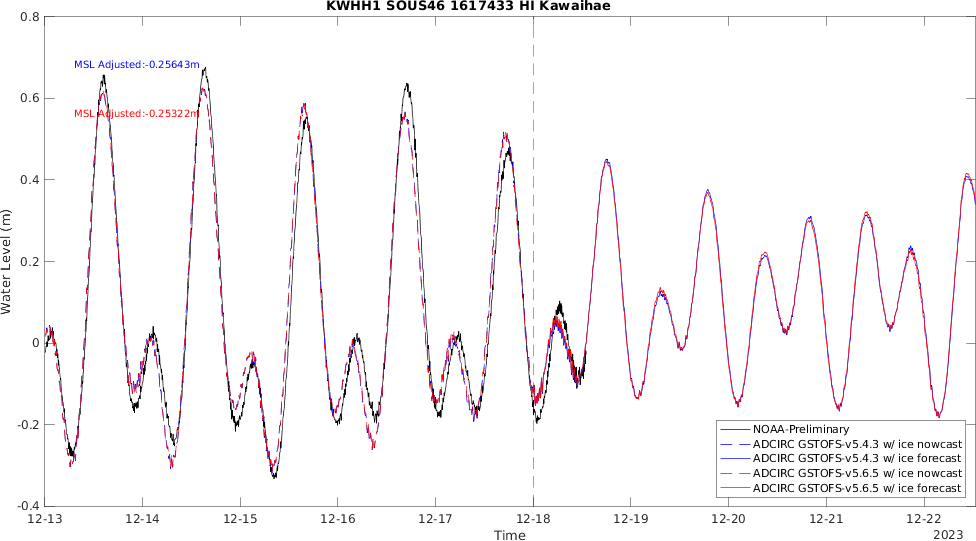 KWHH1 SOUS46 1617433 HI Kawaihae
0.8
0.6
0.4
0.2
0
-0.2
-0.4
Water Level (m)
MSL Adjusted:-0.25643m
MSL Adjusted:-0.25322m
NOAA-Preliminary
ADCIRC GSTOFS-v5.4.3 w/ ice nowcast
ADCIRC GSTOFS-v5.4.3 w/ ice forecast
ADCIRC GSTOFS-v5.6.5 w/ ice nowcast
ADCIRC GSTOFS-v5.6.5 w/ ice forecast
12-13 12-14 12-15 12-16 12-17 12-18 12-19 12-20 12-21 12-22
Time
2023